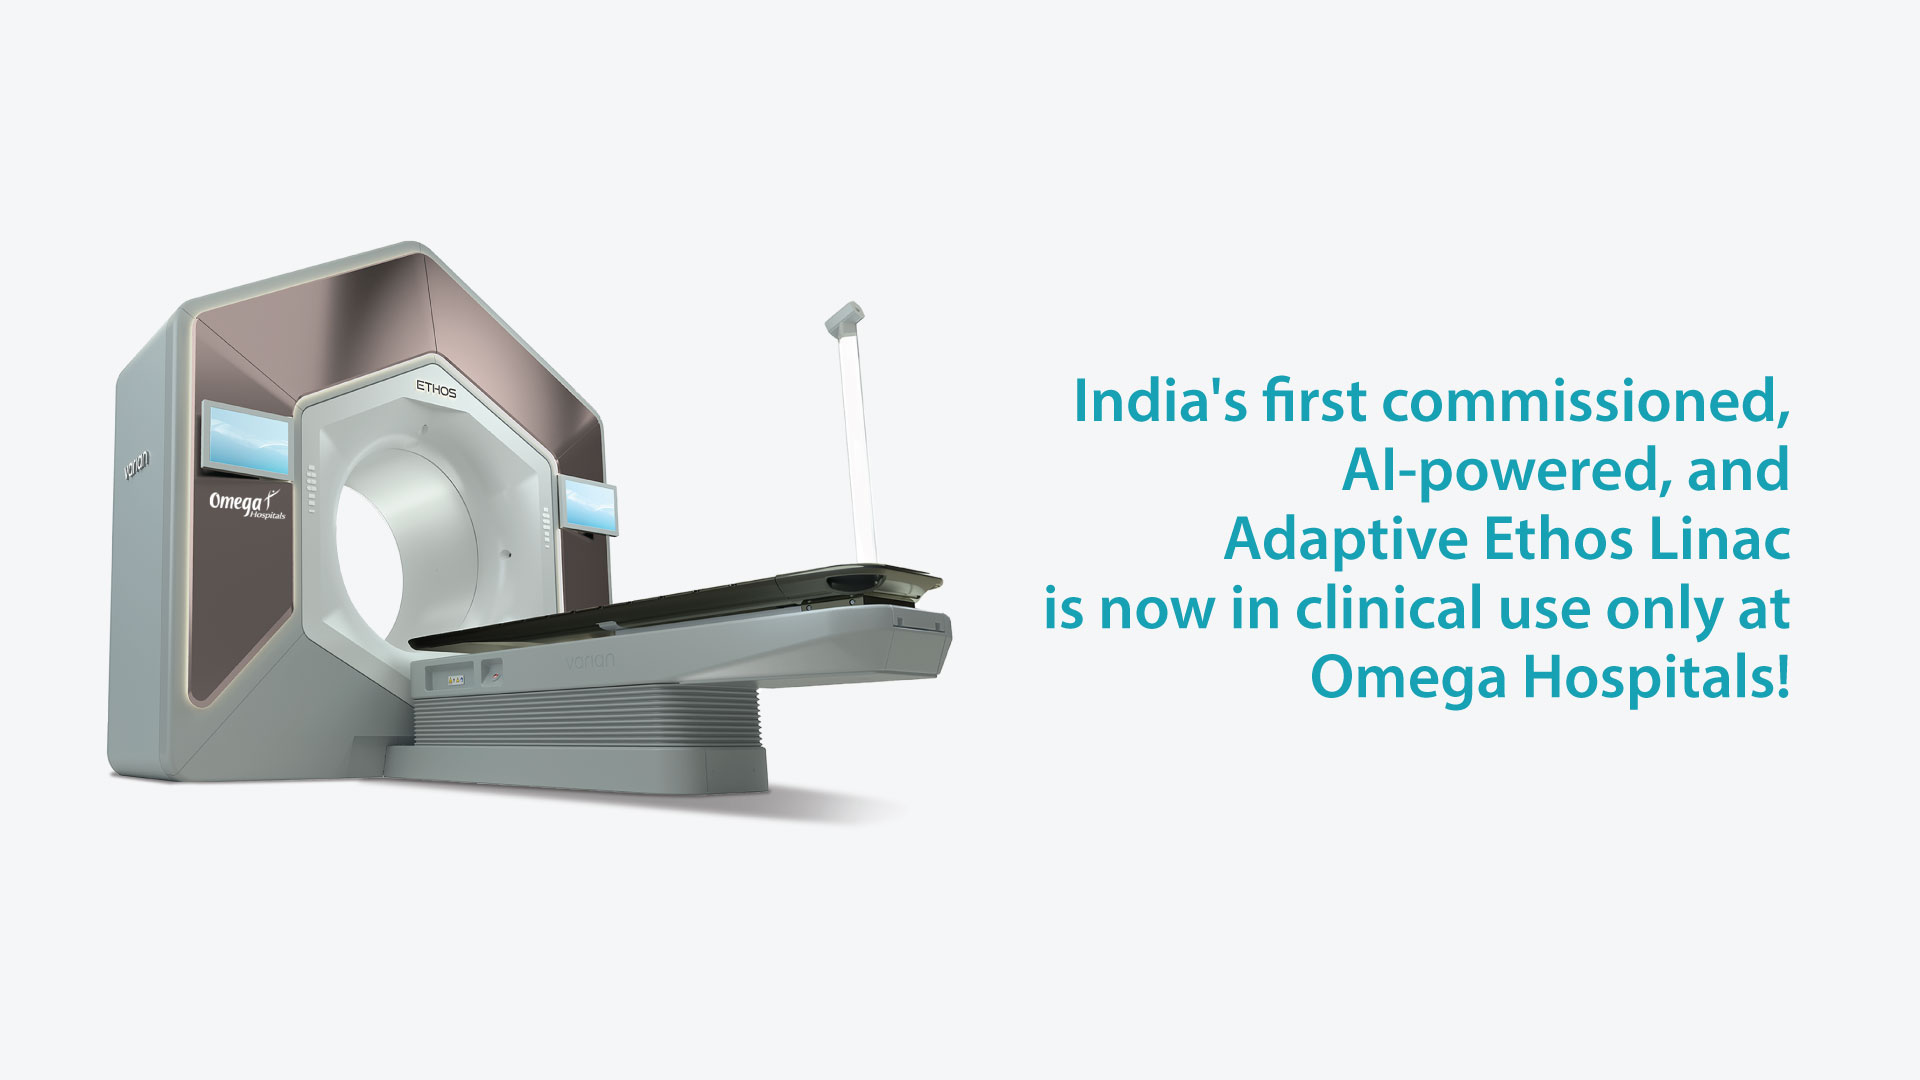 ETHOS
varian
Omega
Hospitals
varian
India's first commissioned,
AI-powered, and
Adaptive Ethos Linac
is now in clinical use only at
Omega Hospitals!